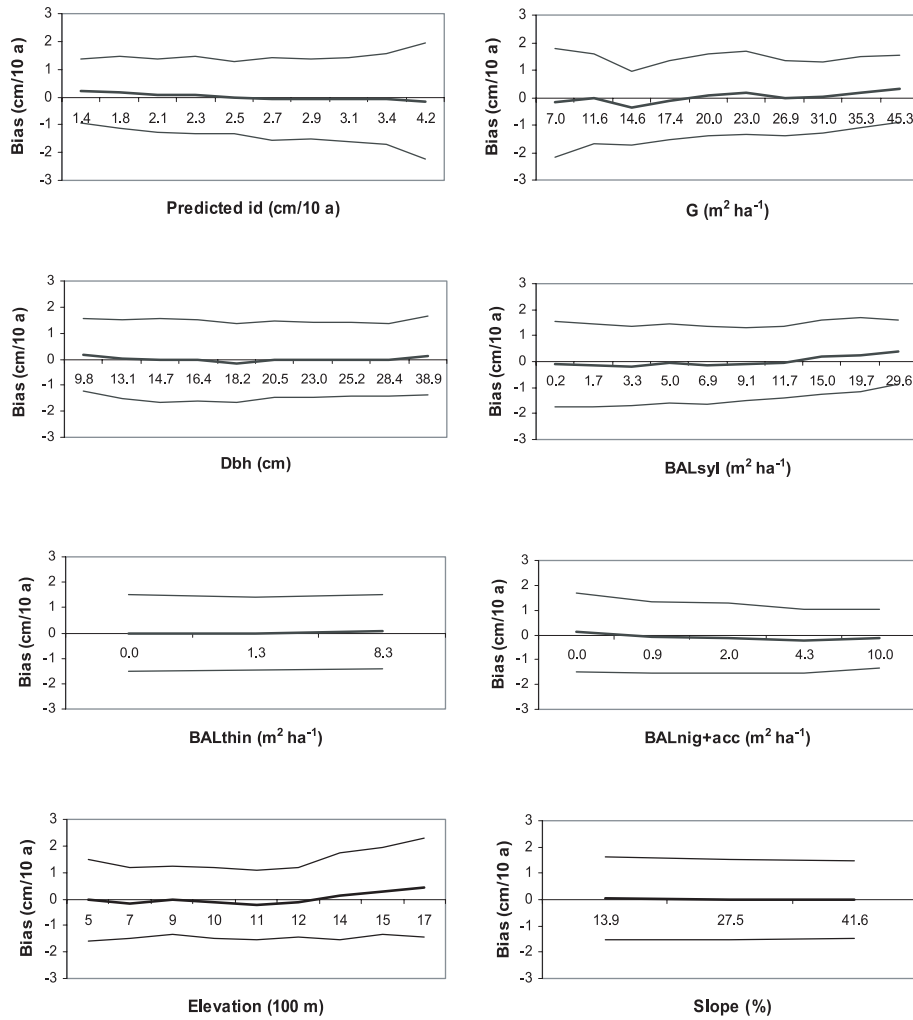 Bias (cm/10 a)
3
2
1
0
-1
-2
-3
1.4 1.8 2.1 2.3 2.5 2.7 2.9 3.1 3.4 4.2
Predicted id (cm/10 a)
Bias (cm/10 a)
3
2
1
0
-1
-2
-3
7.0 11.6 14.6 17.4 20.0 23.0 26.9 31.0 35.3 45.3
G (m² ha⁻¹)
Bias (cm/10 a)
3
2
1
0
-1
-2
-3
9.8 13.1 14.7 16.4 18.2 20.5 23.0 25.2 28.4 38.9
Dbh (cm)
Bias (cm/10 a)
3
2
1
0
-1
-2
-3
0.2 1.7 3.3 5.0 6.9 9.1 11.7 15.0 19.7 29.6
BALsyl (m² ha⁻¹)
Bias (cm/10 a)
3
2
1
0
-1
-2
-3
0.0 1.3 8.3
BALthin (m² ha⁻¹)
Bias (cm/10 a)
3
2
1
0
-1
-2
-3
0.0 0.9 2.0 4.3 10.0
BALnig+acc (m² ha⁻¹)
Bias (cm/10 a)
3
2
1
0
-1
-2
-3
5 7 9 10 11 12 14 15 17
Elevation (100 m)
Bias (cm/10 a)
3
2
1
0
-1
-2
-3
13.9 27.5 41.6
Slope (%)